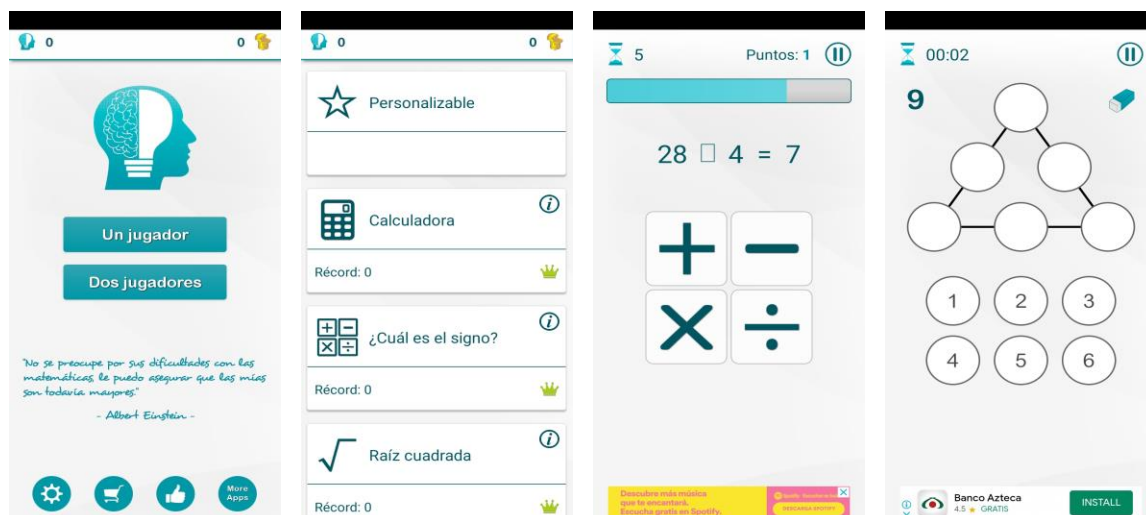 0
0
Un jugador
Dos jugadores
"No se preocupe por sus dificultades con las
matemáticas, le puedo asegurar que las mías
son todavía mayores."
- Albert Einstein -
More
Apps
0
0
Personalizable
Calculadora
Récord: 0
¿Cuál es el signo?
Récord: 0
Raíz cuadrada
Récord: 0
5
Puntos: 1
28 □ 4 = 7
+ −
× ÷
Descubre más música
que te encantará.
Escucha gratis en Spotify.
DESCARGA SPOTIFY
00:02
9
1 2 3
4 5 6
Banco Azteca
4.5 ★ GRATIS
INSTALL